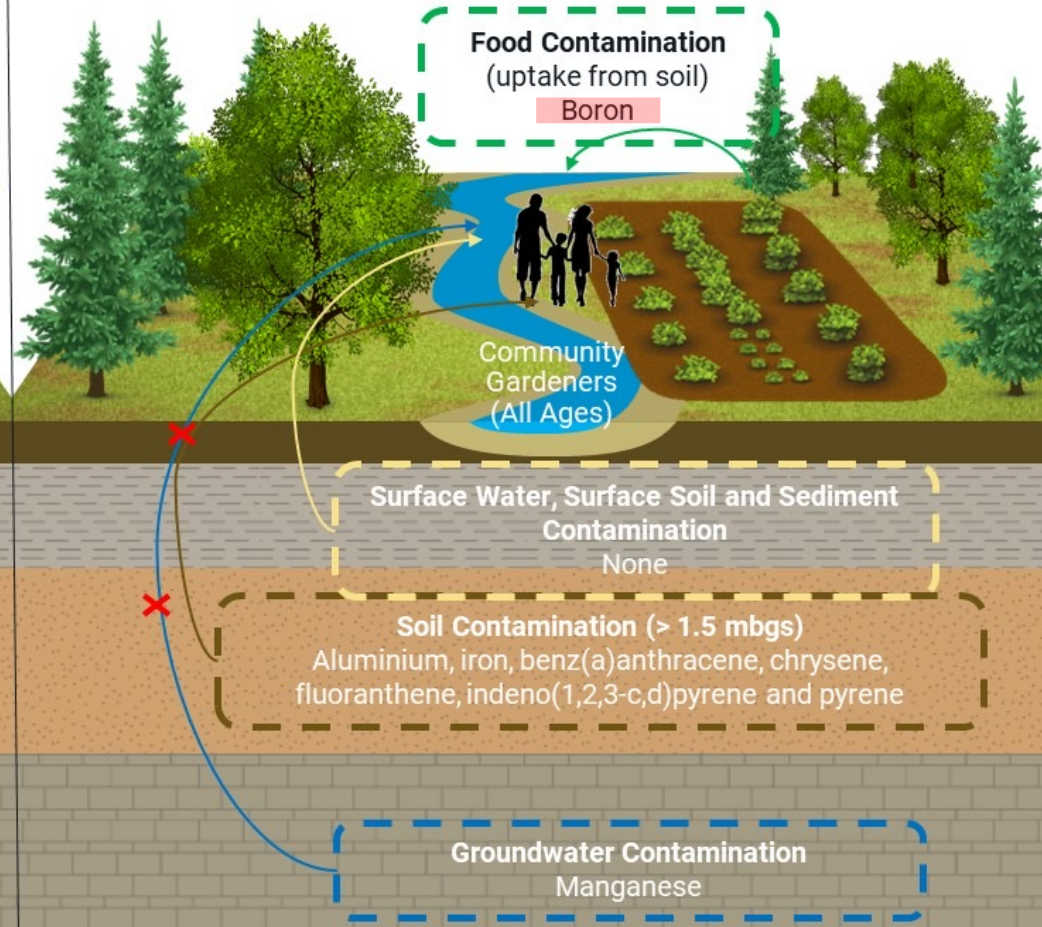 Food Contamination
(uptake from soil)
Boron
Community
Gardeners
(All Ages)
Surface Water, Surface Soil and Sediment
Contamination
None
Soil Contamination (> 1.5 mbgs)
Aluminium, iron, benz(a)anthracene, chrysene,
fluoranthene, indeno(1,2,3-c,d)pyrene and pyrene
Groundwater Contamination
Manganese